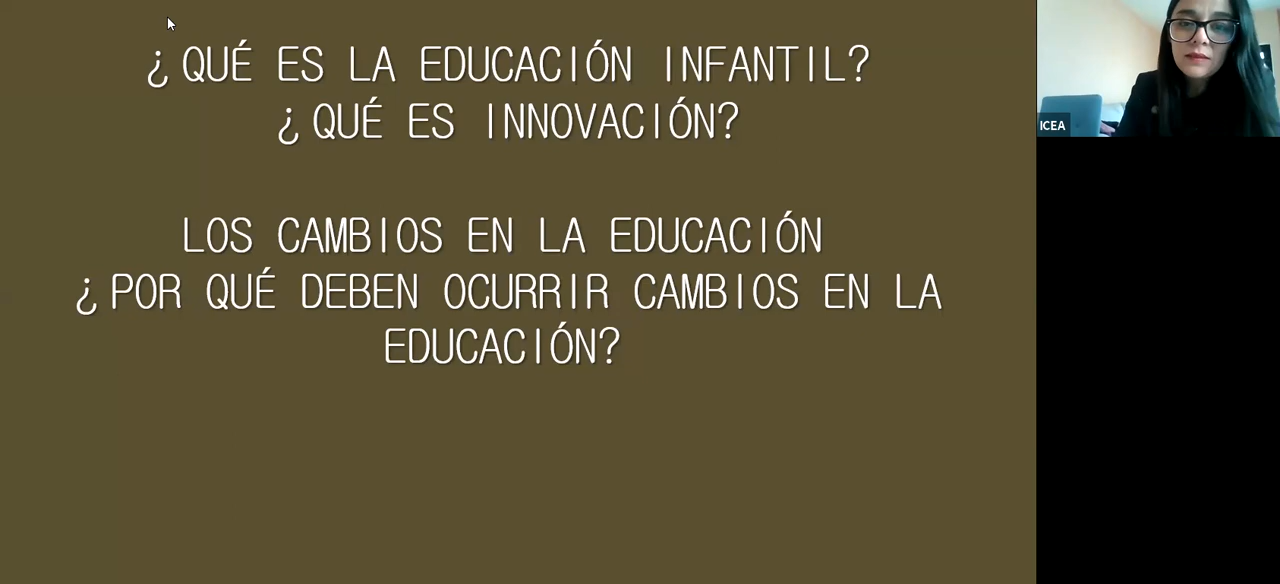 ¿QUÉ ES LA EDUCACIÓN INFANTIL?
¿QUÉ ES INNOVACIÓN?
LOS CAMBIOS EN LA EDUCACIÓN
¿POR QUÉ DEBEN OCURRIR CAMBIOS EN LA
EDUCACIÓN?
ICEA